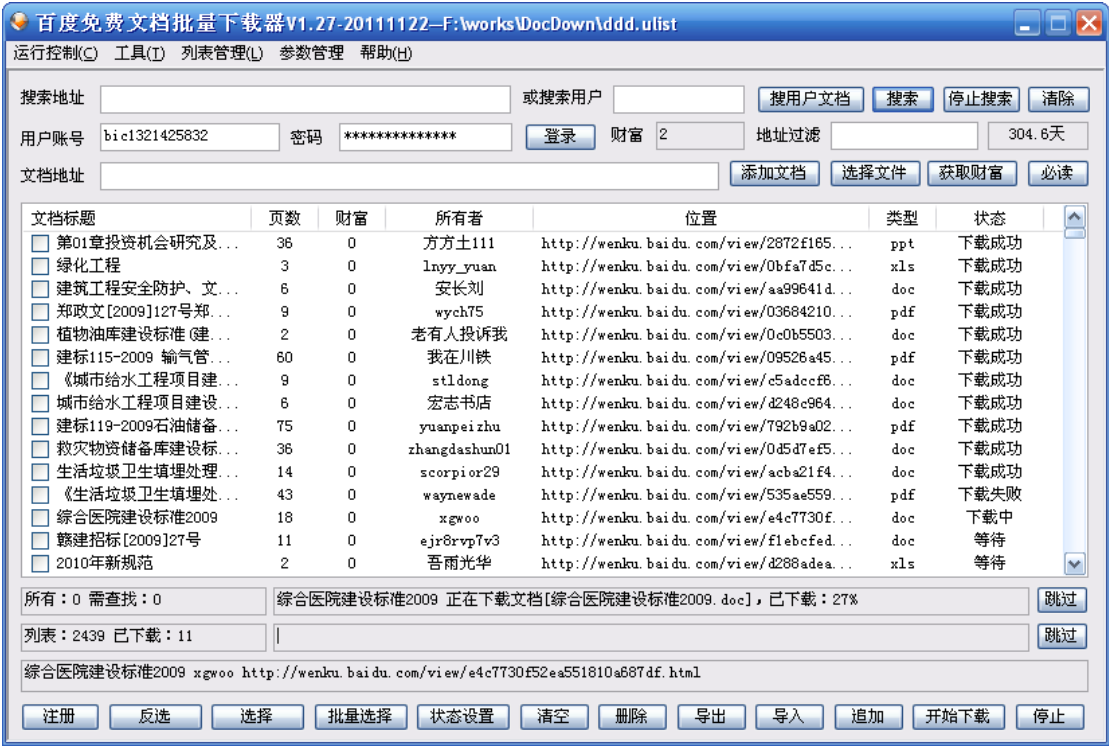 百度免费文档批量下载器V1.27-20111122—F:\works\DocDown\ddd.ulist
运行控制(C) 工具(T) 列表管理(L) 参数管理 帮助(H)
搜索地址 或搜索用户 搜用户文档 搜索 停止搜索 清除
用户账号 bic1321425832 密码 ************** 登录 财富 2 地址过滤 304.6天
文档地址 添加文档 选择文件 获取财富 必读
文档标题 页数 财富 所有者 位置 类型 状态
第01章投资机会研究及... 36 0 方方土111 http://wenku.baidu.com/view/2872f165... ppt 下载成功
绿化工程 3 0 lnyy_yuan http://wenku.baidu.com/view/0bfa7d5c... xls 下载成功
建筑工程安全防护、文... 6 0 安长刘 http://wenku.baidu.com/view/aa99641d... doc 下载成功
郑政文[2009]127号郑... 9 0 wych75 http://wenku.baidu.com/view/03684210... pdf 下载成功
植物油库建设标准(建... 2 0 老有人投诉我 http://wenku.baidu.com/view/0c0b5503... doc 下载成功
建标115-2009 输气管... 60 0 我在川铁 http://wenku.baidu.com/view/09526a45... pdf 下载成功
《城市给水工程项目建... 9 0 stldong http://wenku.baidu.com/view/c5adccf6... doc 下载成功
城市给水工程项目建设... 6 0 宏志书店 http://wenku.baidu.com/view/d248c964... doc 下载成功
建标119-2009石油储备... 75 0 yuanpeizhu http://wenku.baidu.com/view/792b9a02... pdf 下载成功
救灾物资储备库建设标... 36 0 zhangdashun01 http://wenku.baidu.com/view/0d5d7ef5... doc 下载成功
生活垃圾卫生填埋处理... 14 0 scorpior29 http://wenku.baidu.com/view/acba21f4... doc 下载成功
《生活垃圾卫生填埋处... 43 0 waynewade http://wenku.baidu.com/view/535ae559... pdf 下载失败
综合医院建设标准2009 18 0 xgwoo http://wenku.baidu.com/view/e4c7730f... doc 下载中
赣建招标[2009]27号 11 0 ejr8rvp7v3 http://wenku.baidu.com/view/f1ebcfed... doc 等待
2010年新规范 2 0 吾雨光华 http://wenku.baidu.com/view/d288adea... xls 等待
所有:0 需查找:0 综合医院建设标准2009 正在下载文档[综合医院建设标准2009.doc],已下载:27% 跳过
列表:2439 已下载:11 跳过
综合医院建设标准2009 xgwoo http://wenku.baidu.com/view/e4c7730f52ea551810a687df.html
注册 反选 选择 批量选择 状态设置 清空 删除 导出 导入 追加 开始下载 停止